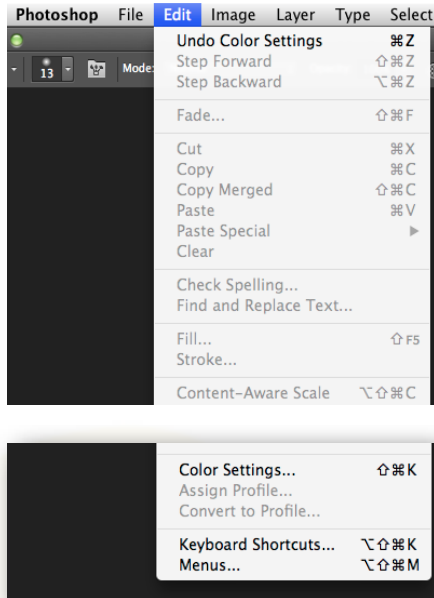 Photoshop File Edit Image Layer Type Select
Undo Color Settings ⌘Z
Step Forward ⇧⌘Z
13 Mode:
Step Backward ⌥⌘Z
Fade... ⇧⌘F
Cut ⌘X
Copy ⌘C
Copy Merged ⇧⌘C
Paste ⌘V
Paste Special ▶
Clear
Check Spelling...
Find and Replace Text...
Fill... ⇧F5
Stroke...
Content-Aware Scale ⌥⇧⌘C
Color Settings... ⇧⌘K
Assign Profile...
Convert to Profile...
Keyboard Shortcuts... ⌥⇧⌘K
Menus... ⌥⇧⌘M